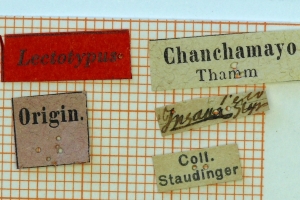 Lectotypus
Chanchamayo
Thamm
Origin.
Coll.
Staudinger